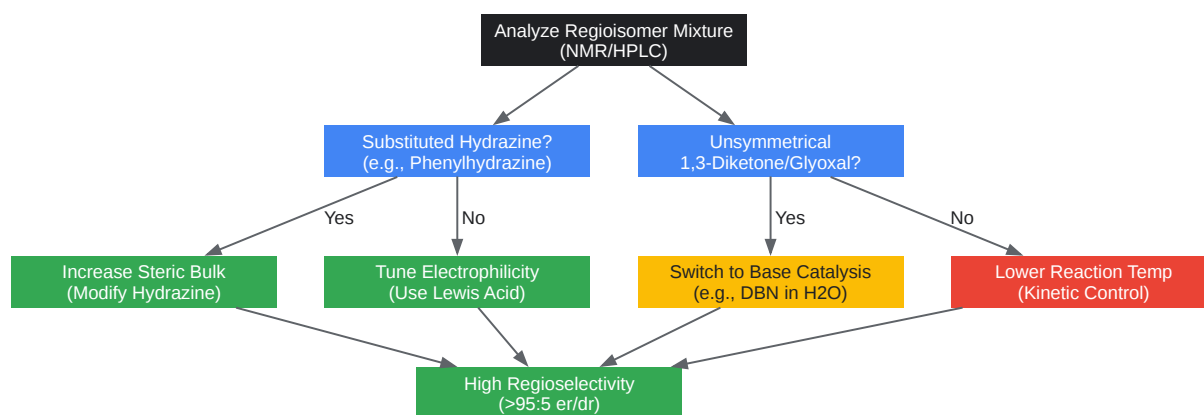 Analyze Regioisomer Mixture
(NMR/HPLC)
Substituted Hydrazine?
(e.g., Phenylhydrazine)
Unsymmetrical
1,3-Diketone/Glyoxal?
Yes
No
Yes
No
Increase Steric Bulk
(Modify Hydrazine)
Tune Electrophilicity
(Use Lewis Acid)
Switch to Base Catalysis
(e.g., DBN in H2O)
Lower Reaction Temp
(Kinetic Control)
High Regioselectivity
(>95:5 er/dr)